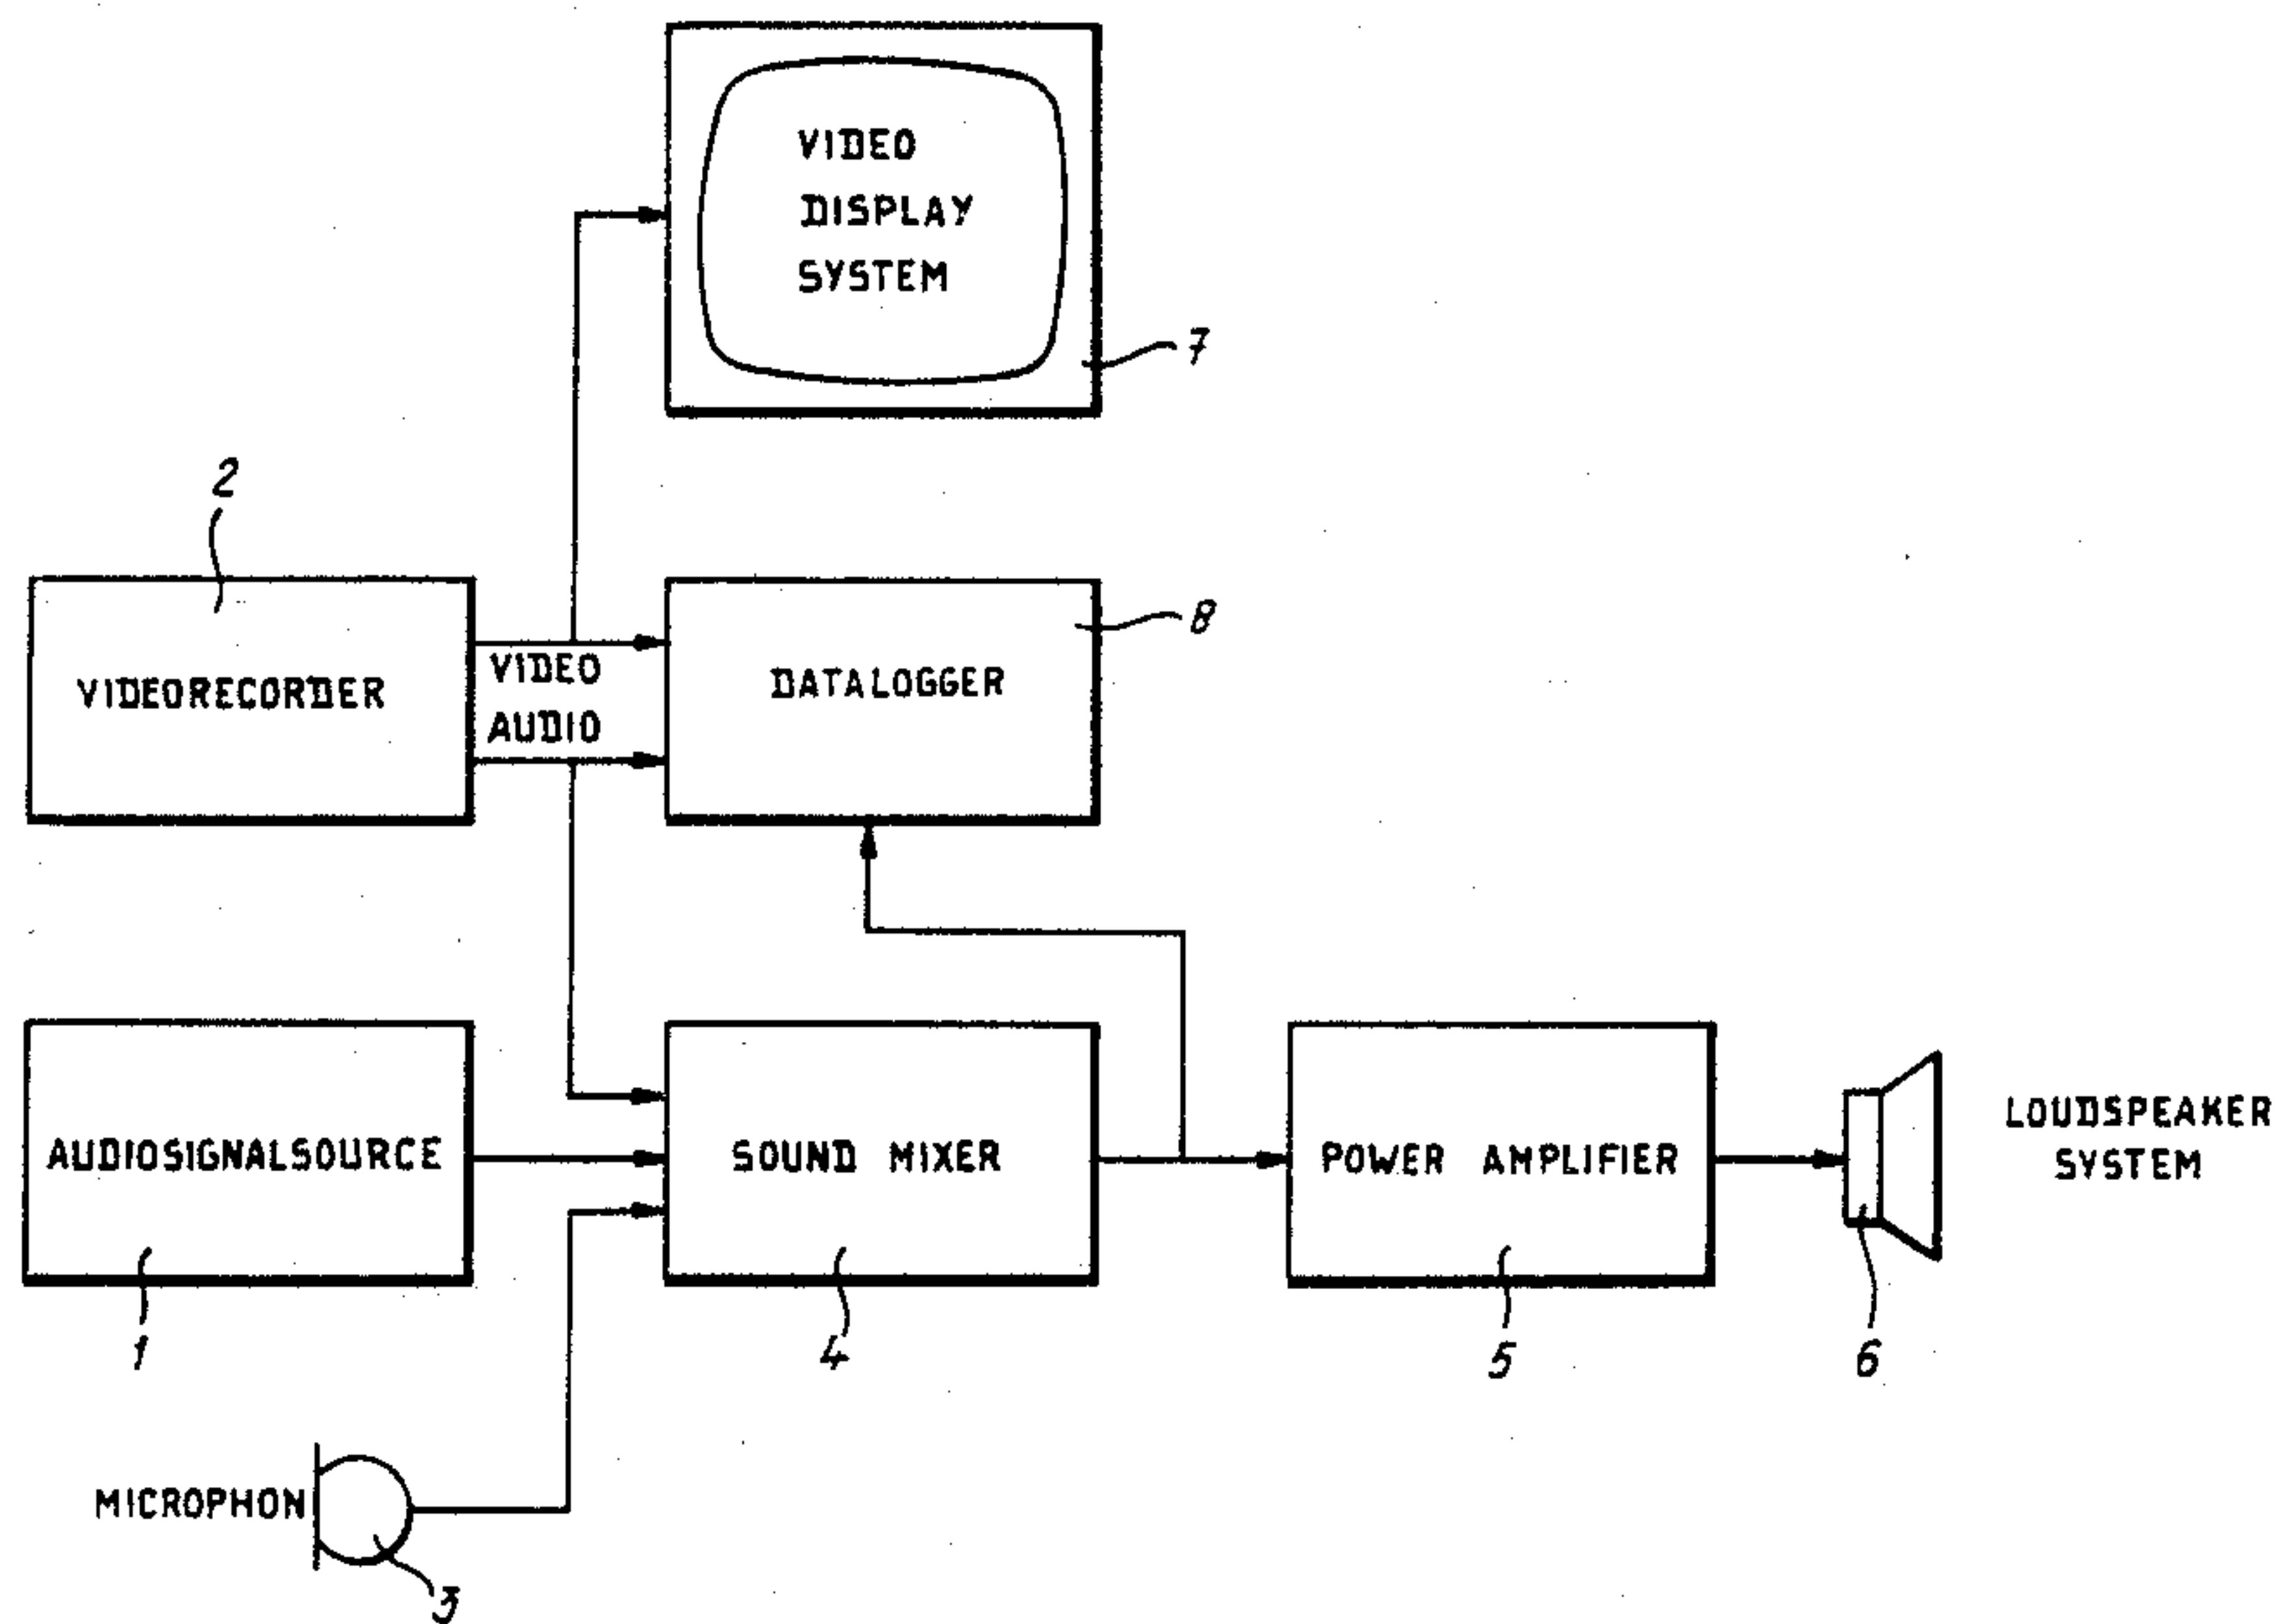 VIDEO
DISPLAY
SYSTEM
7
2
8
VIDEORECORDER
VIDEO
AUDIO
DATALOGGER
AUDIOSIGNALSOURCE
SOUND MIXER
POWER AMPLIFIER
LOUDSPEAKER
SYSTEM
1
4
5
6
MICROPHON
3